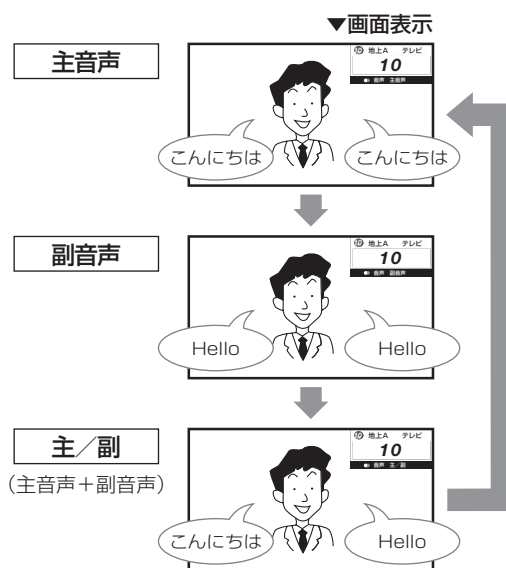 ▼画面表示
主音声
地上A テレビ
10
音声 主音声
こんにちは
こんにちは
副音声
地上A テレビ
10
音声 副音声
Hello
Hello
主/副
(主音声+副音声)
地上A テレビ
10
音声 主/副
こんにちは
Hello